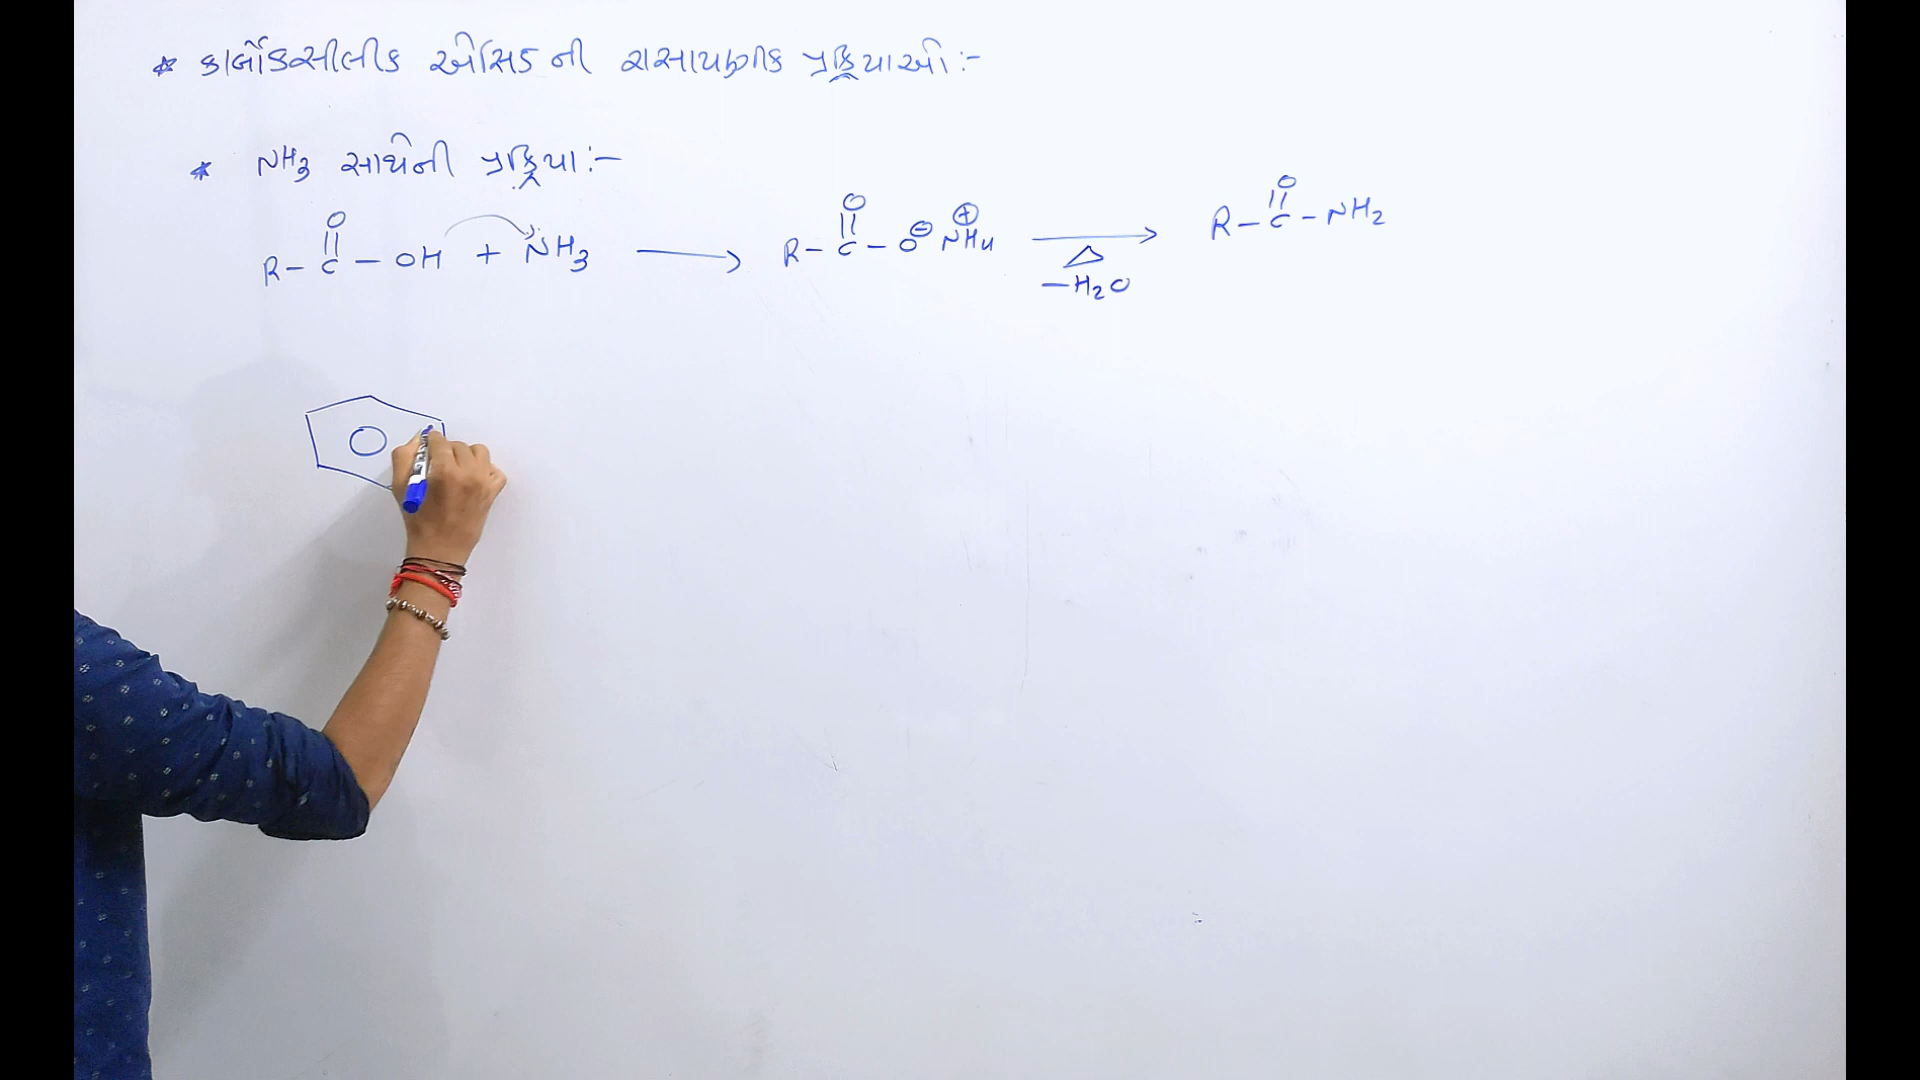 * કાર્બોક્સીલીક એસિડ ની રાસાયણીક પ્રક્રિયાઓ :-
* NH3 સાથેની પ્રક્રિયા :-
R - C(=O) - OH + NH3 ⟶ R - C(=O) - O⊖ NH4⊕ ⟶ (△, -H2O) R - C(=O) - NH2